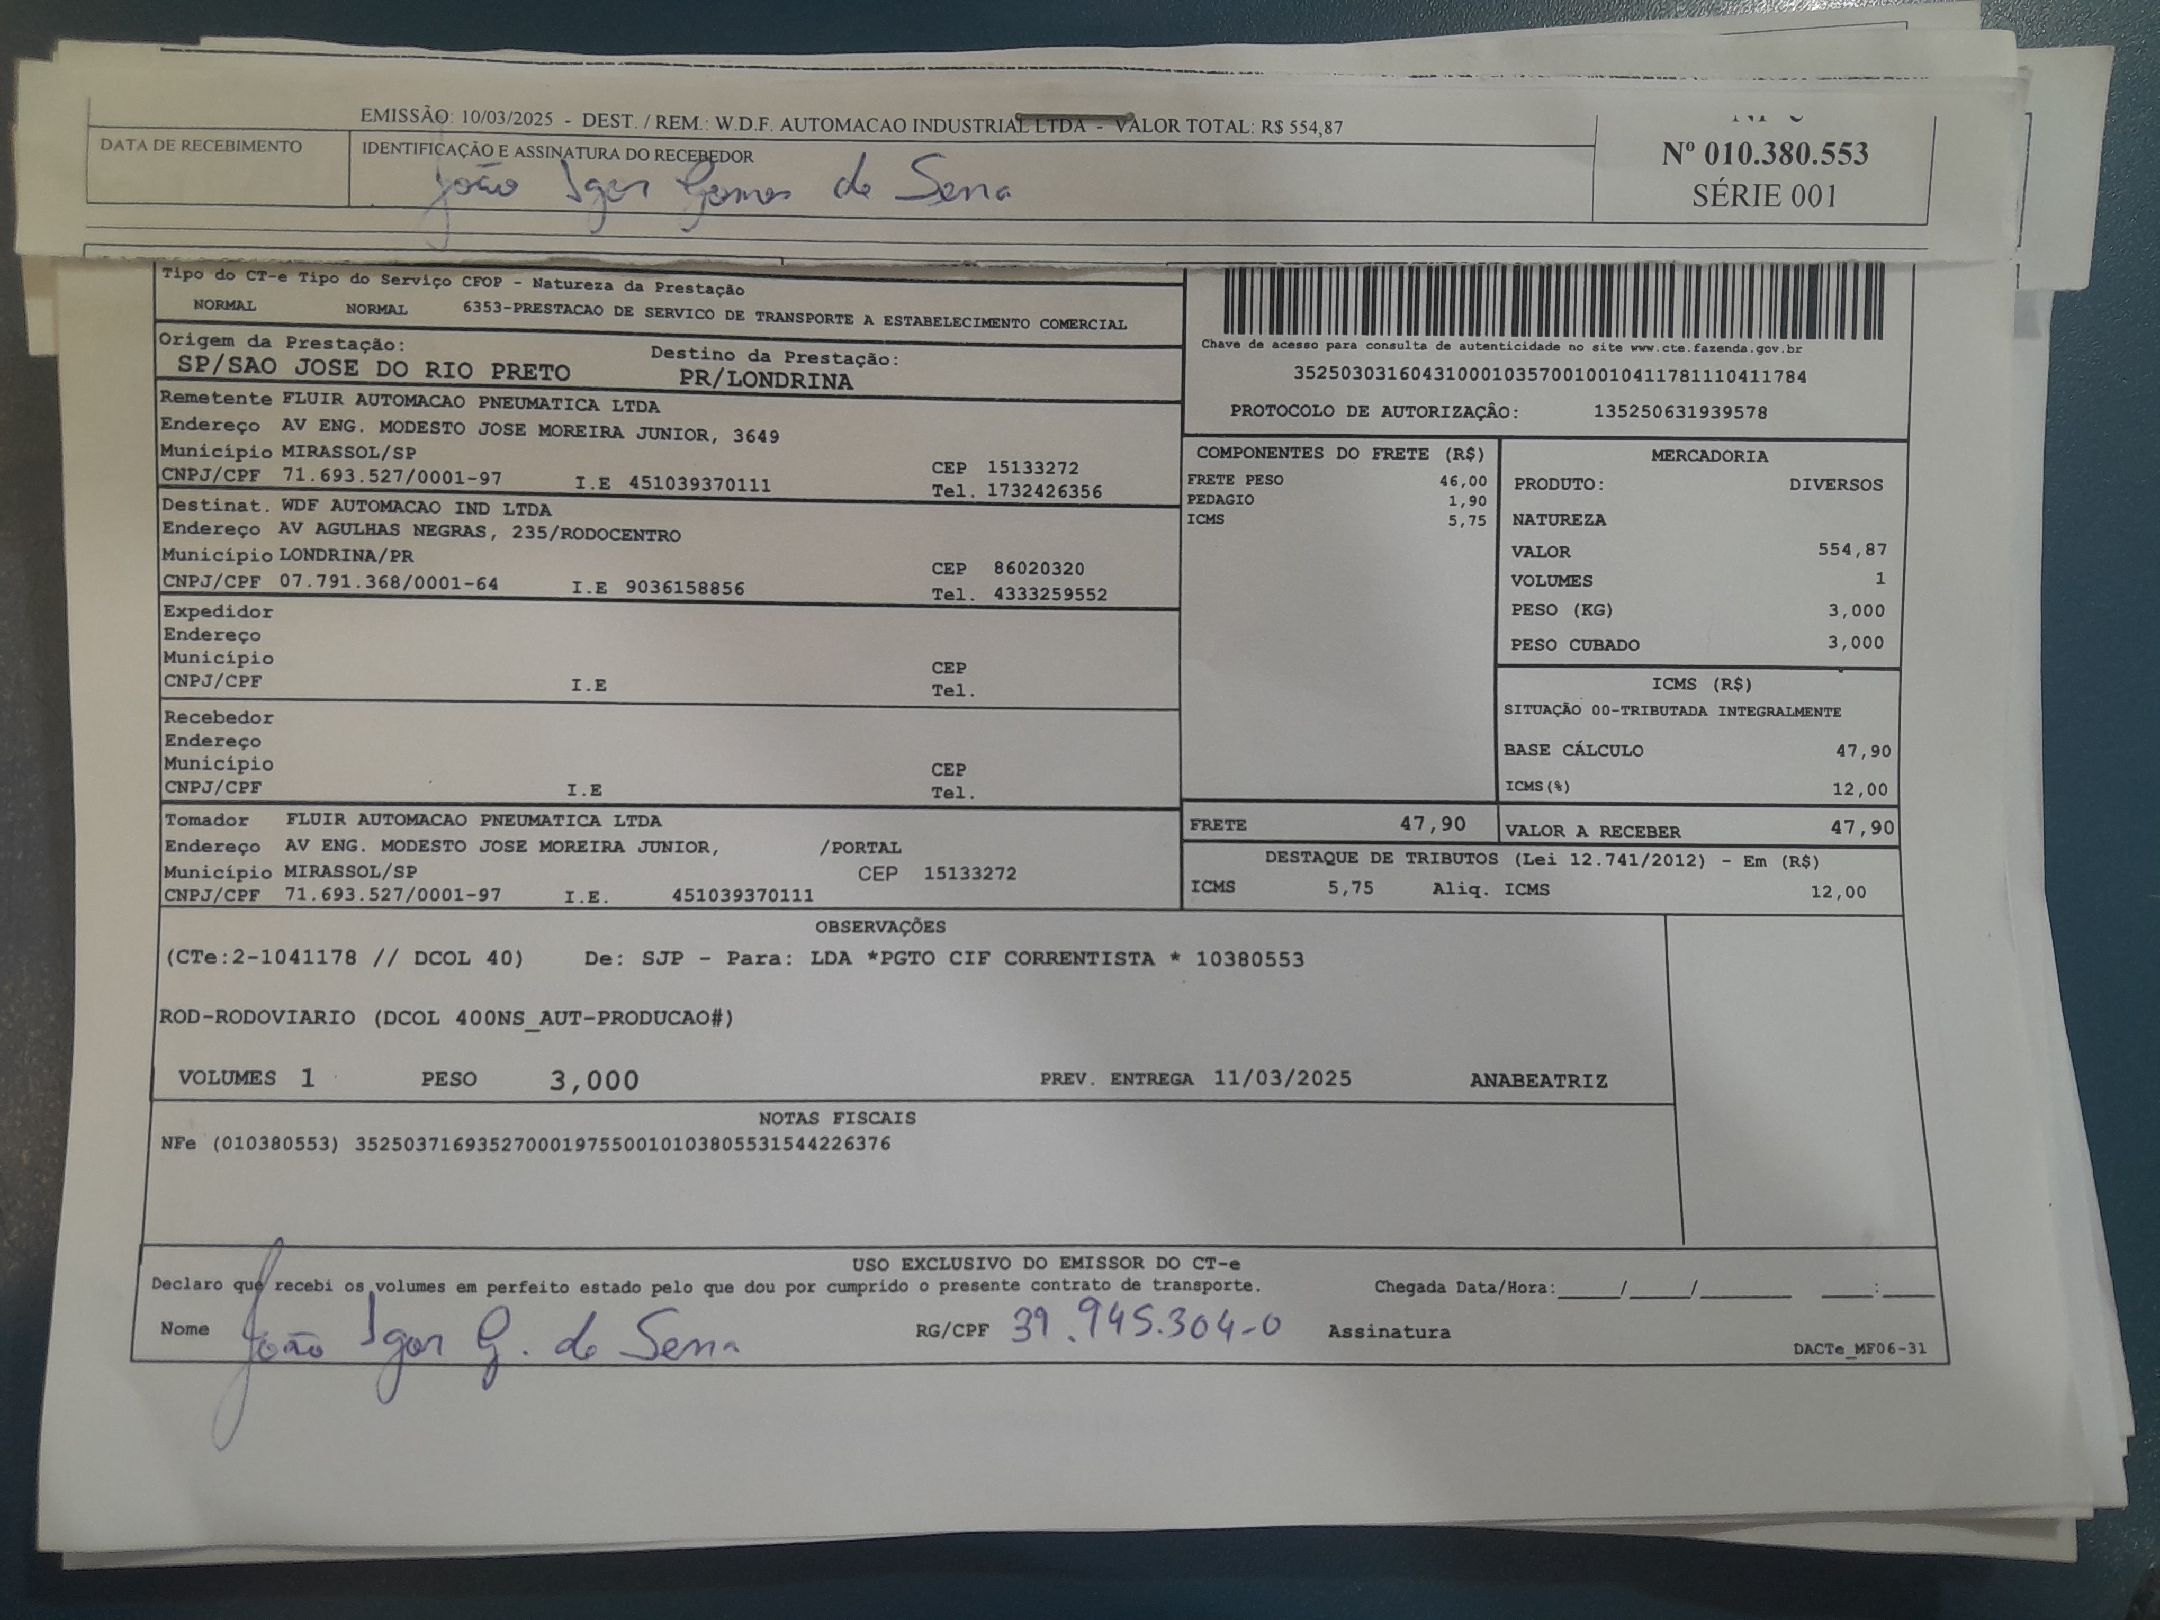 EMISSÃO: 10/03/2025 - DEST. / REM.: W.D.F. AUTOMACAO INDUSTRIAL LTDA - VALOR TOTAL: R$ 554,87
DATA DE RECEBIMENTO
IDENTIFICAÇÃO E ASSINATURA DO RECEBEDOR
João Igor Gomes de Sena
Nº 010.380.553
SÉRIE 001
Tipo do CT-e Tipo do Serviço CFOP - Natureza da Prestação
NORMAL NORMAL 6353-PRESTACAO DE SERVICO DE TRANSPORTE A ESTABELECIMENTO COMERCIAL
Origem da Prestação: Destino da Prestação:
SP/SAO JOSE DO RIO PRETO PR/LONDRINA
Chave de acesso para consulta de autenticidade no site www.cte.fazenda.gov.br
35250303160431000103570010010411781110411784
PROTOCOLO DE AUTORIZAÇÃO: 135250631939578
Remetente FLUIR AUTOMACAO PNEUMATICA LTDA
Endereço AV ENG. MODESTO JOSE MOREIRA JUNIOR, 3649
Município MIRASSOL/SP CEP 15133272
CNPJ/CPF 71.693.527/0001-97 I.E 451039370111 Tel. 1732426356
Destinat. WDF AUTOMACAO IND LTDA
Endereço AV AGULHAS NEGRAS, 235/RODOCENTRO
Município LONDRINA/PR CEP 86020320
CNPJ/CPF 07.791.368/0001-64 I.E 9036158856 Tel. 4333259552
Expedidor
Endereço
Município CEP
CNPJ/CPF I.E Tel.
Recebedor
Endereço
Município CEP
CNPJ/CPF I.E Tel.
Tomador FLUIR AUTOMACAO PNEUMATICA LTDA
Endereço AV ENG. MODESTO JOSE MOREIRA JUNIOR, /PORTAL
Município MIRASSOL/SP CEP 15133272
CNPJ/CPF 71.693.527/0001-97 I.E. 451039370111
COMPONENTES DO FRETE (R$)
FRETE PESO 46,00
PEDAGIO 1,90
ICMS 5,75
MERCADORIA
PRODUTO: DIVERSOS
NATUREZA
VALOR 554,87
VOLUMES 1
PESO (KG) 3,000
PESO CUBADO 3,000
ICMS (R$)
SITUAÇÃO 00-TRIBUTADA INTEGRALMENTE
BASE CÁLCULO 47,90
ICMS(%) 12,00
FRETE 47,90 VALOR A RECEBER 47,90
DESTAQUE DE TRIBUTOS (Lei 12.741/2012) - Em (R$)
ICMS 5,75 Aliq. ICMS 12,00
OBSERVAÇÕES
(CTe:2-1041178 // DCOL 40) De: SJP - Para: LDA *PGTO CIF CORRENTISTA * 10380553
ROD-RODOVIARIO (DCOL 400NS_AUT-PRODUCAO#)
VOLUMES 1 PESO 3,000 PREV. ENTREGA 11/03/2025 ANABEATRIZ
NOTAS FISCAIS
NFe (010380553) 35250371693527000197550010103805531544226376
USO EXCLUSIVO DO EMISSOR DO CT-e
Declaro que recebi os volumes em perfeito estado pelo que dou por cumprido o presente contrato de transporte. Chegada Data/Hora:_____/_____/_______ ____:____
Nome João Igor G. de Sena RG/CPF 39.945.304-0 Assinatura
DACTe_MF06-31